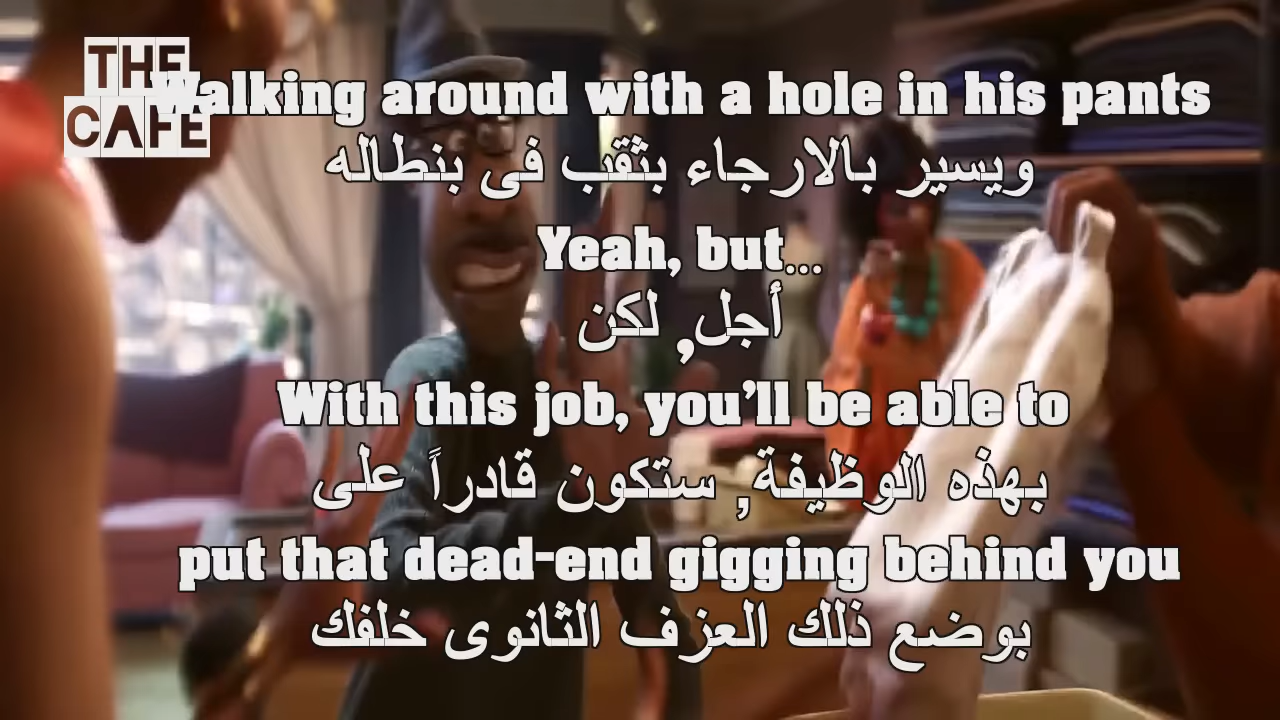 THE
CAFE
Walking around with a hole in his pants
ويسير بالارجاء بثقب فى بنطاله
Yeah, but...
أجل, لكن
With this job, you'll be able to
بهذه الوظيفة, ستكون قادراً على
put that dead-end gigging behind you
بوضع ذلك العزف الثانوى خلفك